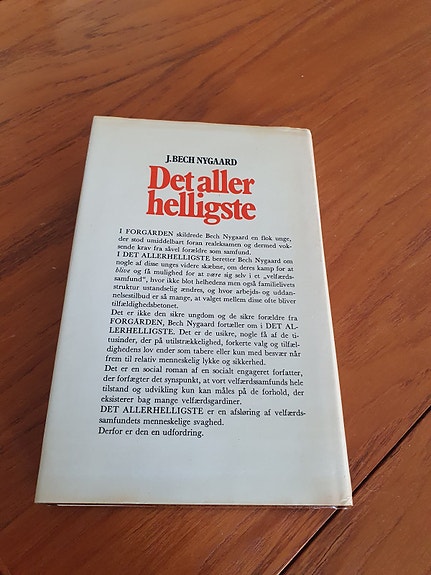 J. BECH NYGAARD
Det aller
helligste
I FORGÅRDEN skildrede Bech Nygaard en flok unge,
der stod umiddelbart foran realeksamen og dermed vok-
sende krav fra såvel forældre som samfund.
I DET ALLERHELLIGSTE beretter Bech Nygaard om
nogle af disse unges videre skæbne, om deres kamp for at
blive og få mulighed for at være sig selv i et „velfærds-
samfund", hvor ikke blot helhedens men også familielivets
struktur ustandselig ændres, og hvor arbejds- og uddan-
nelsestilbud er så mange, at valget mellem disse ofte bliver
tilfældighedsbetonet.
Det er ikke den sikre ungdom og de sikre forældre fra
FORGÅRDEN, Bech Nygaard fortæller om i DET AL-
LERHELLIGSTE. Det er de usikre, nogle få af de ti-
tusinder, der på utilstrækkelighed, forkerte valg og tilfæl-
dighedens lov ender som tabere eller kun med besvær når
frem til relativ menneskelig lykke og sikkerhed.
Det er en social roman af en socialt engageret forfatter,
der forfægter det synspunkt, at vort velfærdssamfunds hele
tilstand og udvikling kun kan måles på de forhold, der
eksisterer bag mange velfærdsgardiner.
DET ALLERHELLIGSTE er en afsløring af velfærds-
samfundets menneskelige svaghed.
Derfor er den en udfordring.